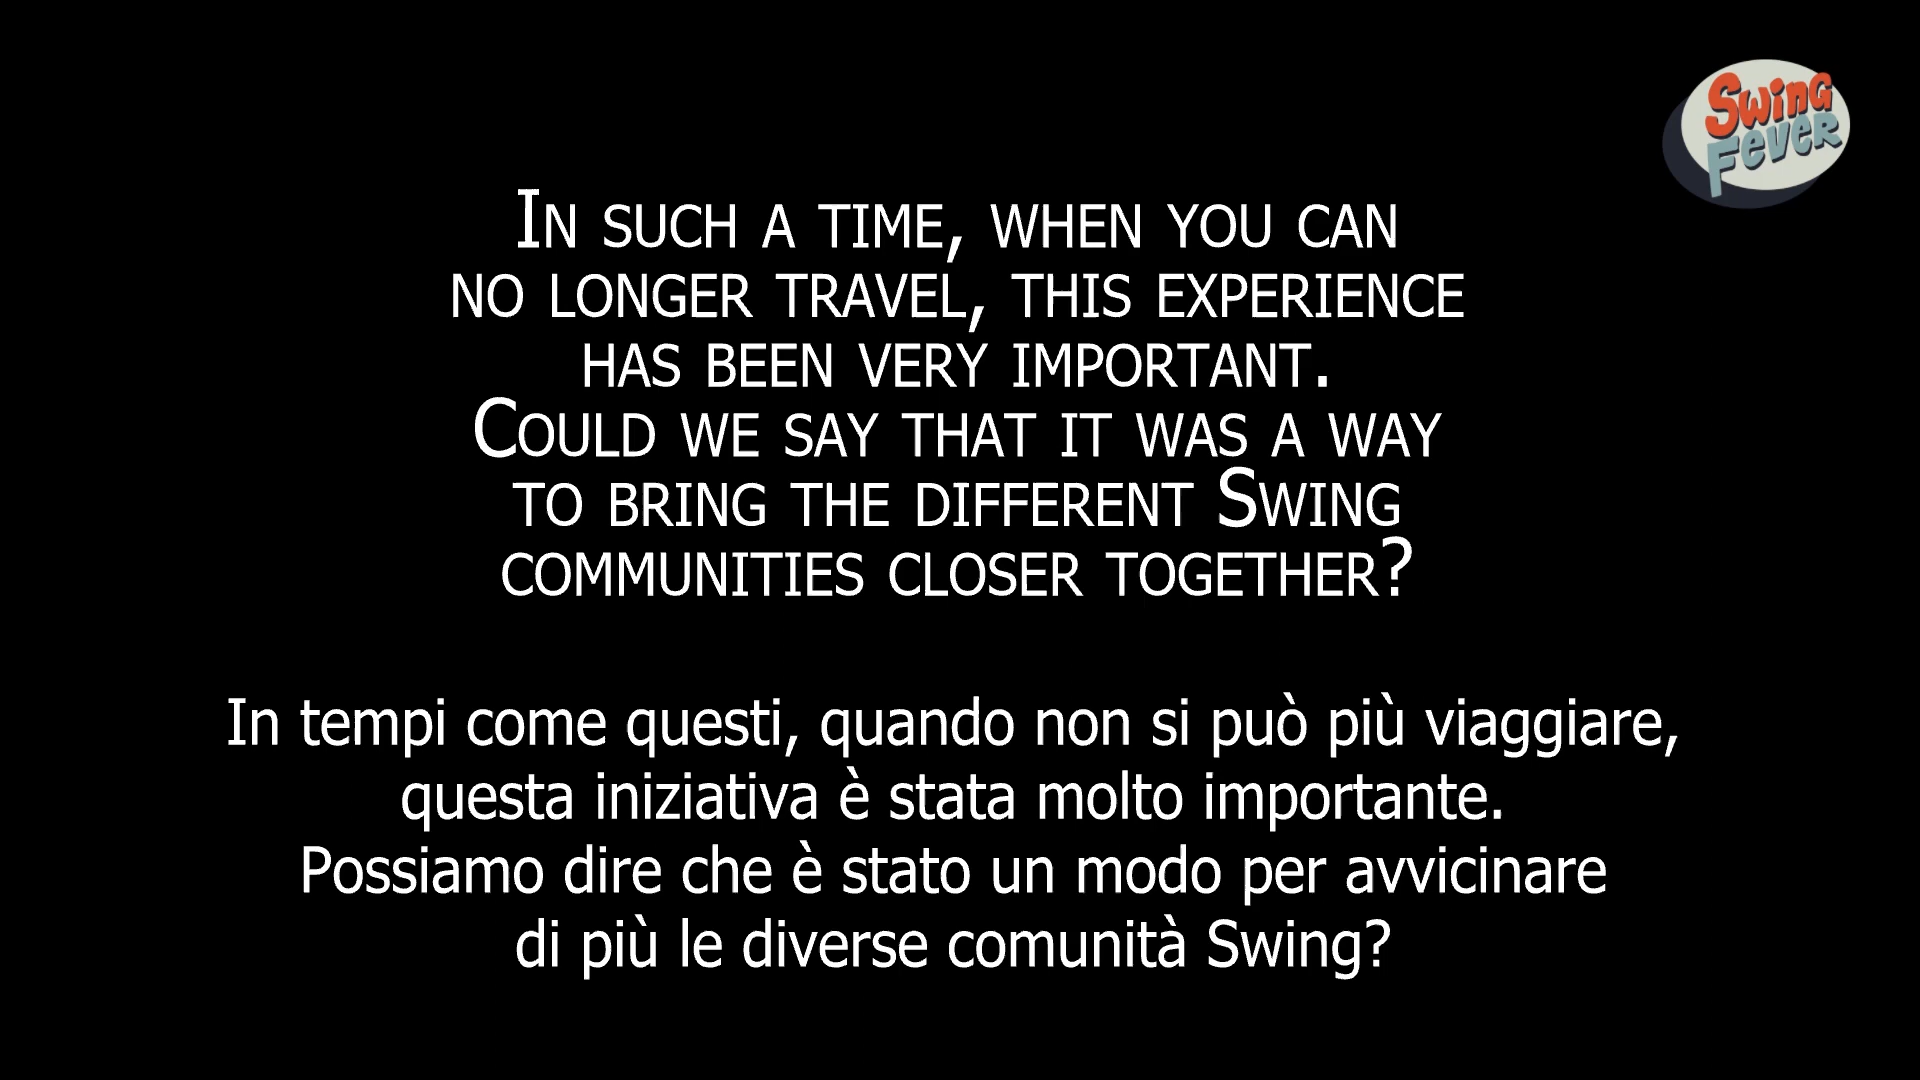 Swing
Fever
In such a time, when you can
no longer travel, this experience
has been very important.
Could we say that it was a way
to bring the different Swing
communities closer together?
In tempi come questi, quando non si può più viaggiare,
questa iniziativa è stata molto importante.
Possiamo dire che è stato un modo per avvicinare
di più le diverse comunità Swing?